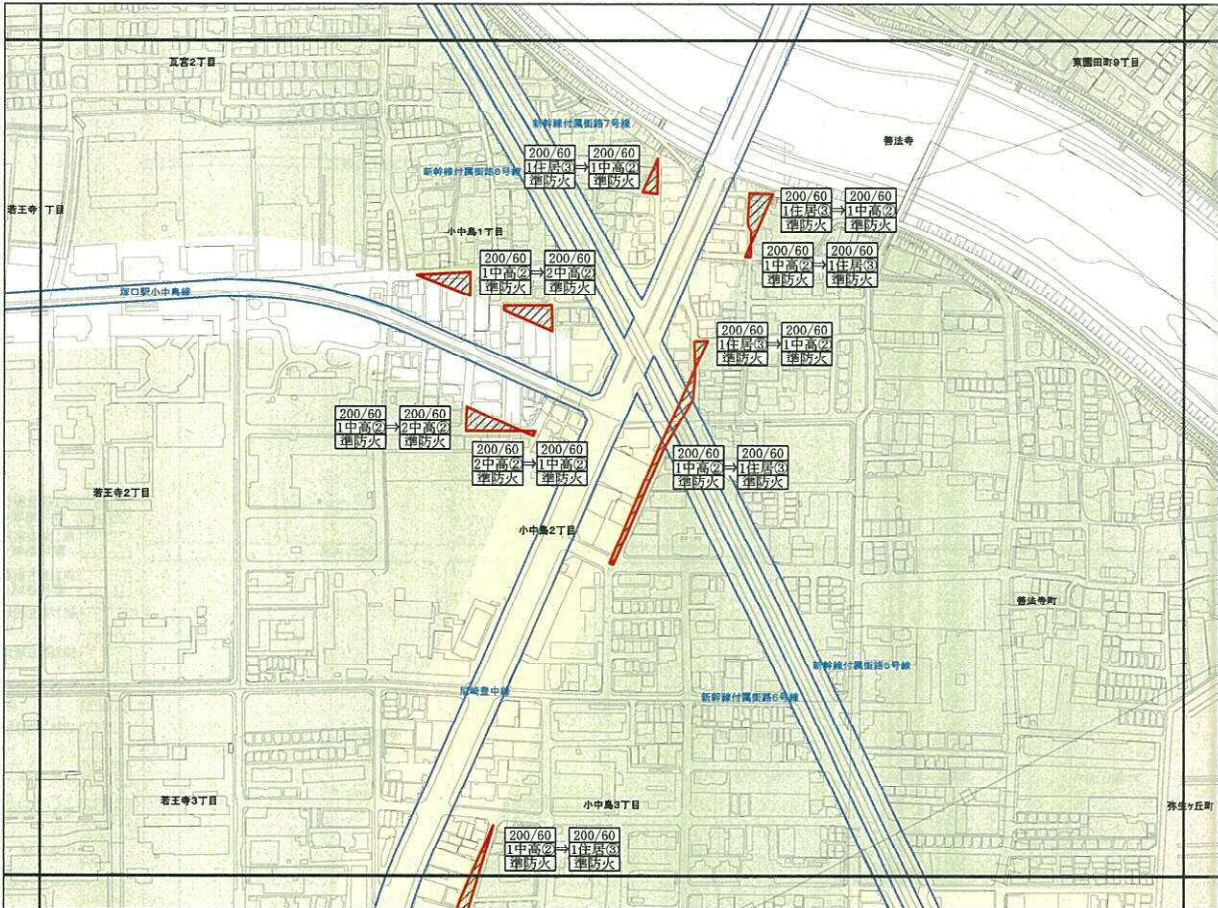 瓦宮2丁目
東園田町9丁目
新幹線付属街路7号線
善法寺
新幹線付属街路8号線
200/60 200/60
1住居③⇒1中高②
準防火 準防火
若王寺1丁目
200/60 200/60
1住居③⇒1中高②
準防火 準防火
小中島1丁目
200/60 200/60
1中高②⇒1住居③
準防火 準防火
200/60 200/60
1中高②⇒2中高②
準防火 準防火
塚口駅小中島線
200/60 200/60
1住居③⇒1中高②
準防火 準防火
200/60 200/60
1中高②⇒2中高②
準防火 準防火
200/60 200/60
2中高②⇒1中高②
準防火 準防火
200/60 200/60
1中高②⇒1住居③
準防火 準防火
若王寺2丁目
小中島2丁目
善法寺町
新幹線付属街路5号線
尼崎豊中線
新幹線付属街路6号線
若王寺3丁目
小中島3丁目
弥生ヶ丘町
200/60 200/60
1中高②⇒1住居③
準防火 準防火